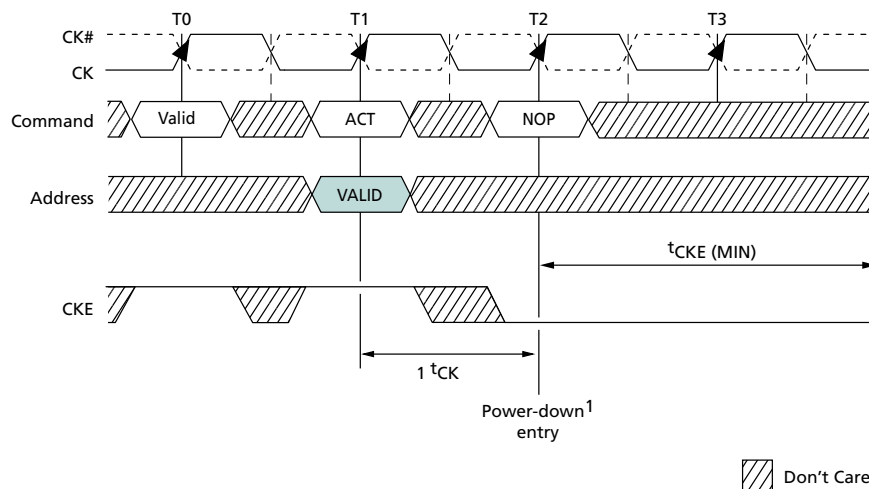 T0 T1 T2 T3
CK#
CK
Command Valid ACT NOP
Address VALID
tCKE (MIN)
CKE
1 tCK
Power-down1
entry
Don't Care